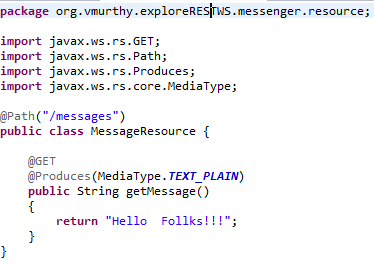 package org.vmurthy.exploreRESTWS.messenger.resource;
import javax.ws.rs.GET;
import javax.ws.rs.Path;
import javax.ws.rs.Produces;
import javax.ws.rs.core.MediaType;
@Path("/messages")
public class MessageResource {
@GET
@Produces(MediaType.TEXT_PLAIN)
public String getMessage()
{
return "Hello  Follks!!!";
}
}